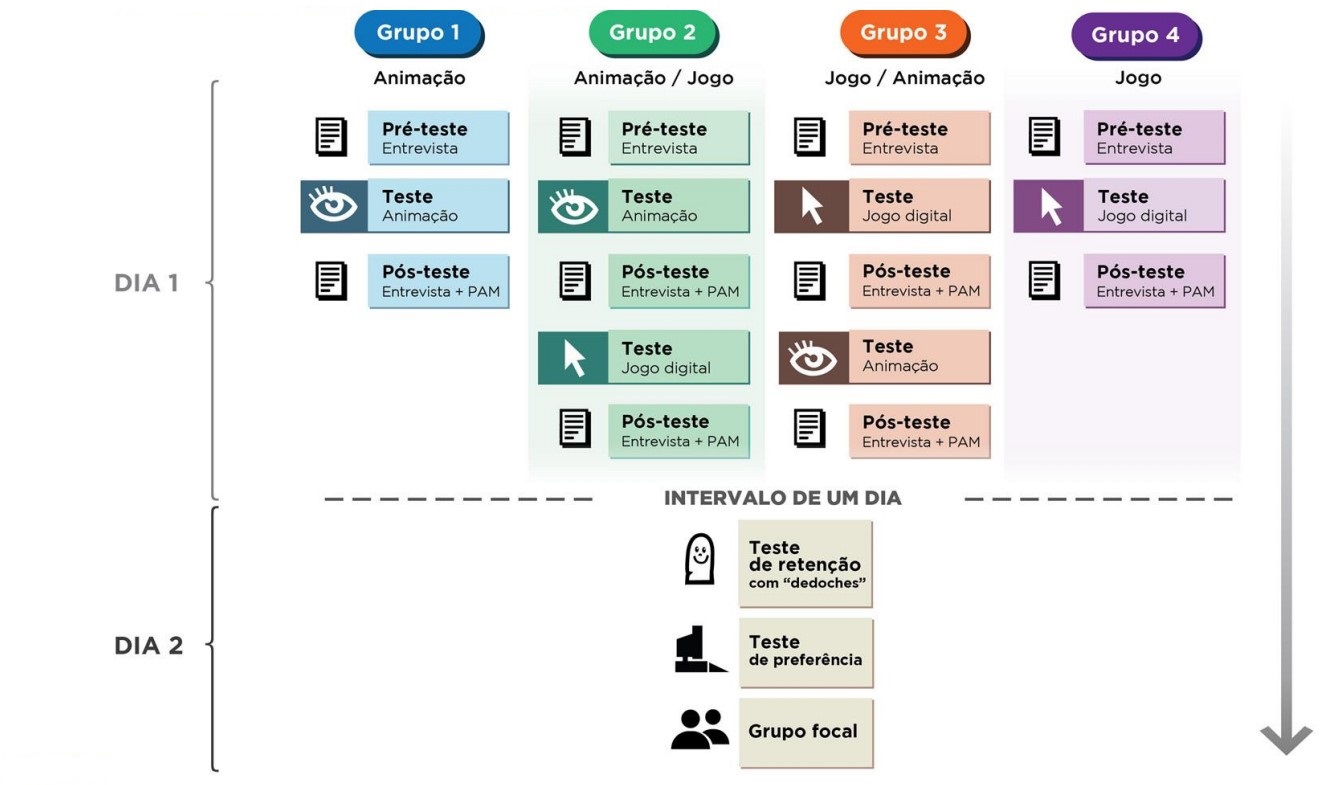 Grupo 1
Grupo 2
Grupo 3
Grupo 4
Animação
Animação / Jogo
Jogo / Animação
Jogo
DIA 1
Pré-teste
Entrevista
Pré-teste
Entrevista
Pré-teste
Entrevista
Pré-teste
Entrevista
Teste
Animação
Teste
Animação
Teste
Jogo digital
Teste
Jogo digital
Pós-teste
Entrevista + PAM
Pós-teste
Entrevista + PAM
Pós-teste
Entrevista + PAM
Pós-teste
Entrevista + PAM
Teste
Jogo digital
Teste
Animação
Pós-teste
Entrevista + PAM
Pós-teste
Entrevista + PAM
INTERVALO DE UM DIA
DIA 2
Teste
de retenção
com “dedoches”
Teste
de preferência
Grupo focal